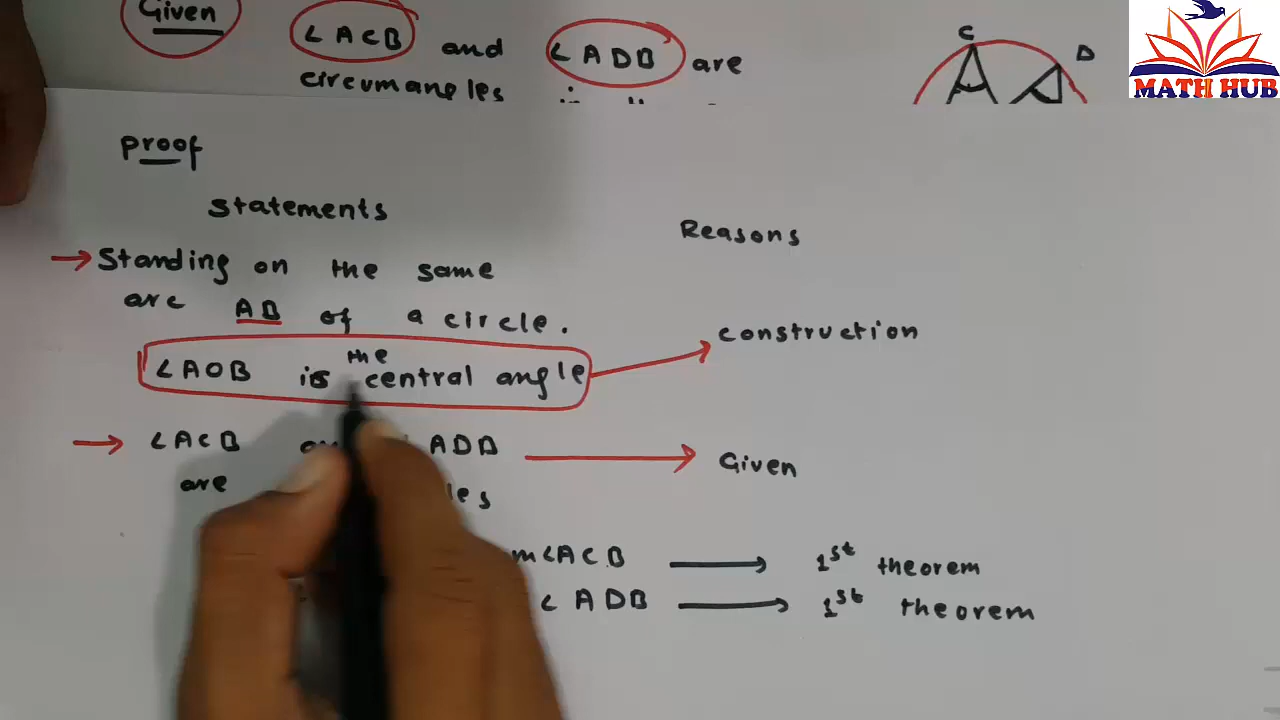 Given
∠ACB and ∠ADB are
circumangles
C
D
MATH HUB
Proof
Statements
Reasons
Standing on the same
arc AB of a circle.
∠AOB is the central angle
construction
∠ACB ∠ADB
Given
are
m∠ACB
1st theorem
∠ADB
1st theorem